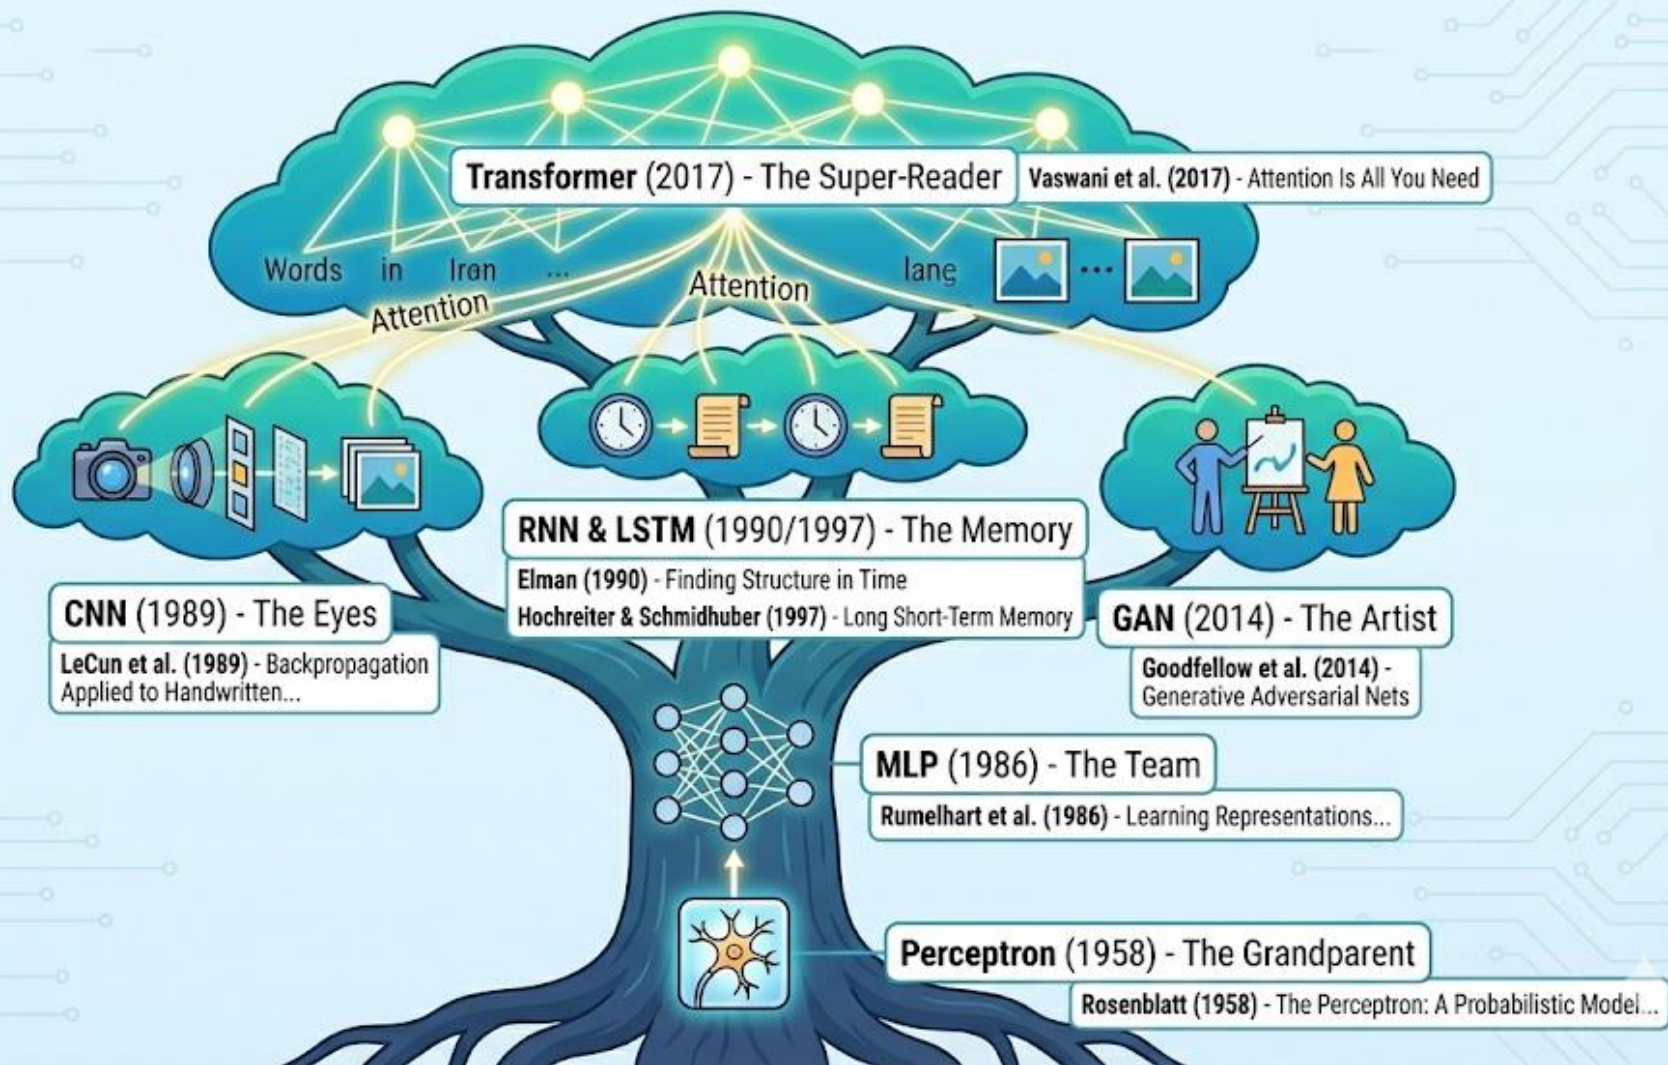 Transformer (2017) - The Super-Reader
Vaswani et al. (2017) - Attention Is All You Need
Words in Iron ... lane ...
Attention
Attention
RNN & LSTM (1990/1997) - The Memory
Elman (1990) - Finding Structure in Time
Hochreiter & Schmidhuber (1997) - Long Short-Term Memory
CNN (1989) - The Eyes
LeCun et al. (1989) - Backpropagation
Applied to Handwritten...
GAN (2014) - The Artist
Goodfellow et al. (2014) -
Generative Adversarial Nets
MLP (1986) - The Team
Rumelhart et al. (1986) - Learning Representations...
Perceptron (1958) - The Grandparent
Rosenblatt (1958) - The Perceptron: A Probabilistic Model...